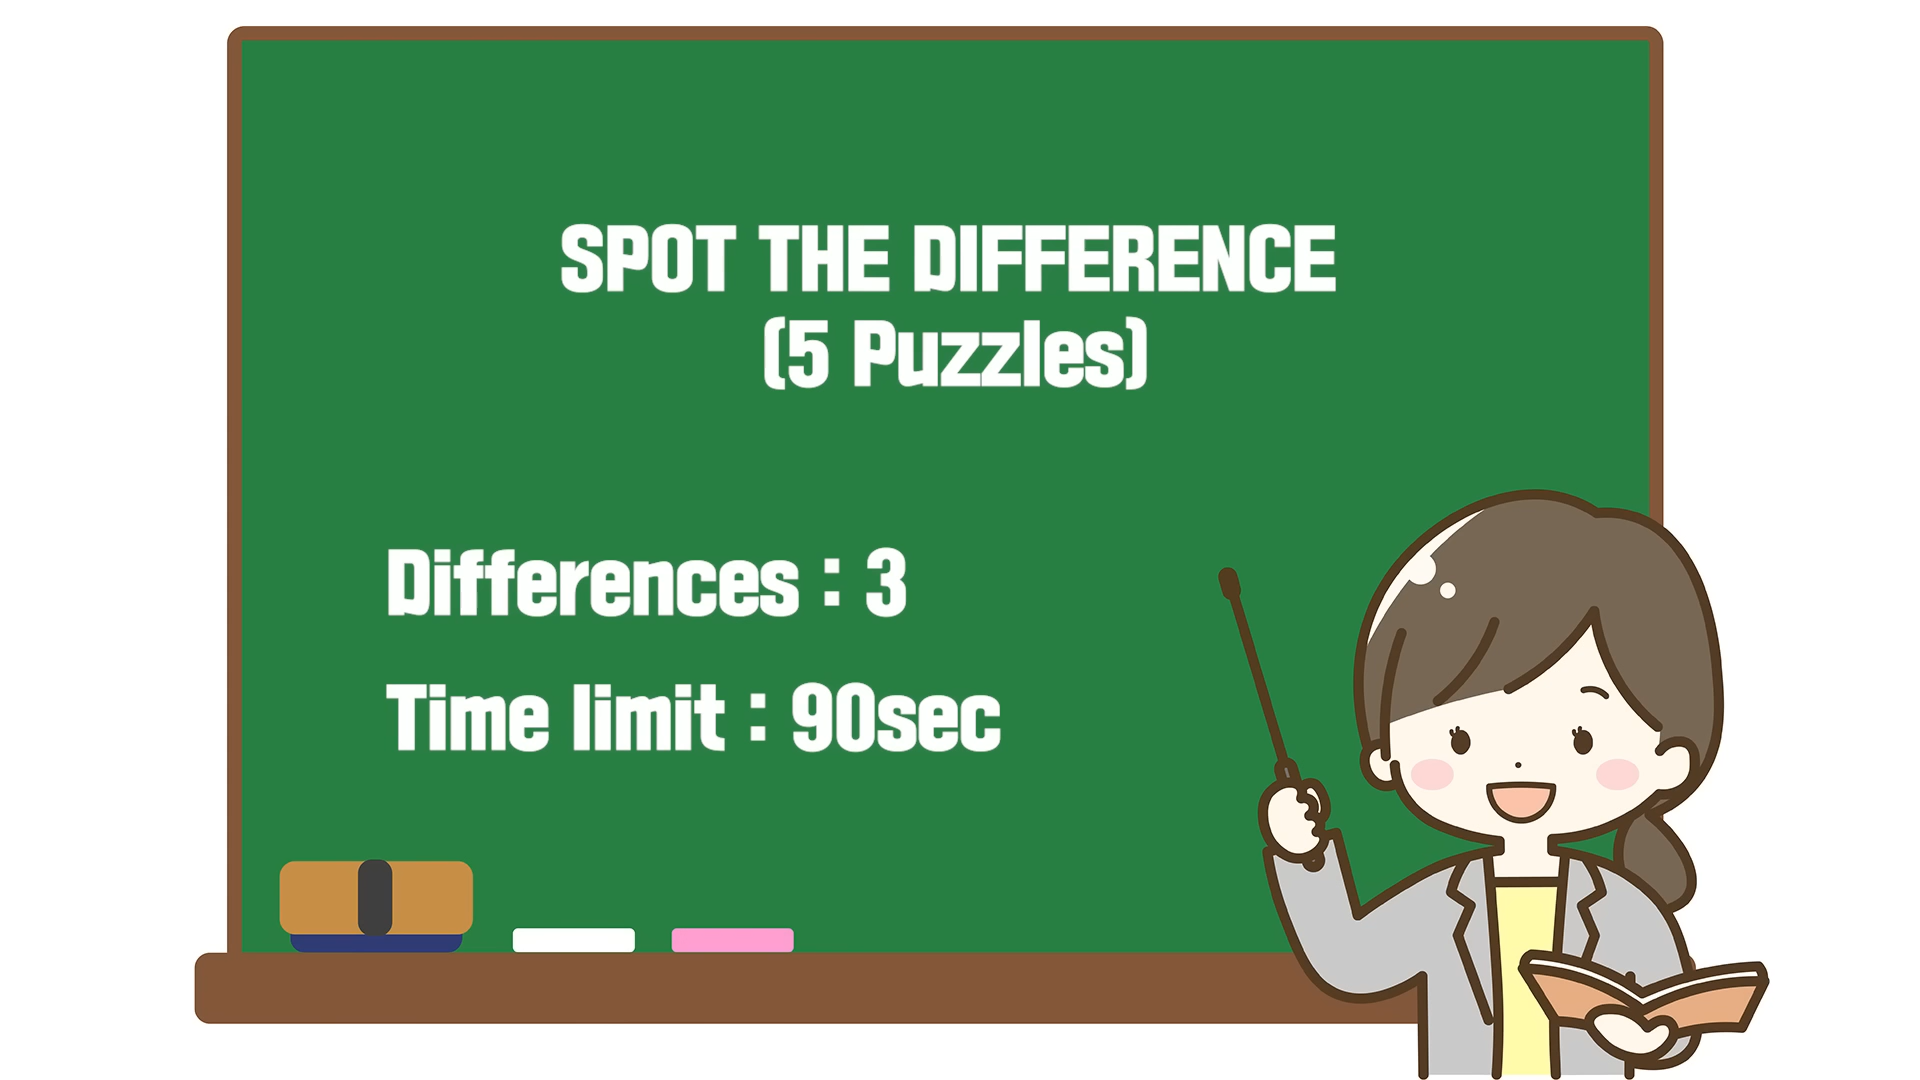 SPOT THE DIFFERENCE
(5 Puzzles)
Differences : 3
Time limit : 90sec